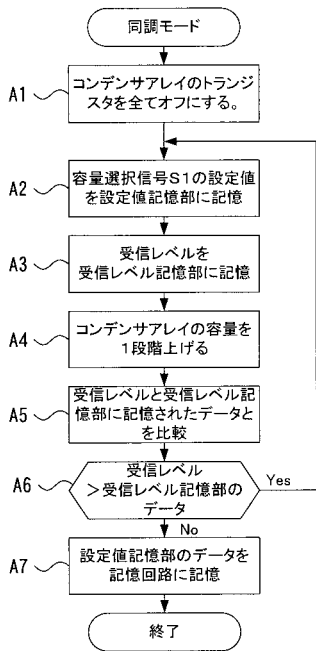 同調モード
A1
コンデンサアレイのトランジ
スタを全てオフにする。
A2
容量選択信号S1の設定値
を設定値記憶部に記憶
A3
受信レベルを
受信レベル記憶部に記憶
A4
コンデンサアレイの容量を
1段階上げる
A5
受信レベルと受信レベル記
憶部に記憶されたデータと
を比較
A6
受信レベル
＞受信レベル記憶部の
データ
Yes
No
A7
設定値記憶部のデータを
記憶回路に記憶
終了